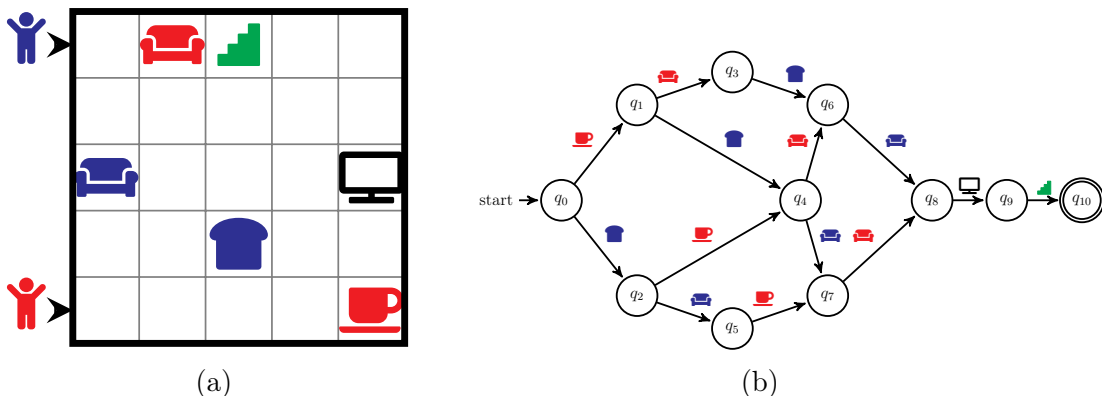 q₃
q₁
q₆
start
q₀
q₄
q₈
q₉
q₁₀
q₂
q₇
q₅
(a)
(b)